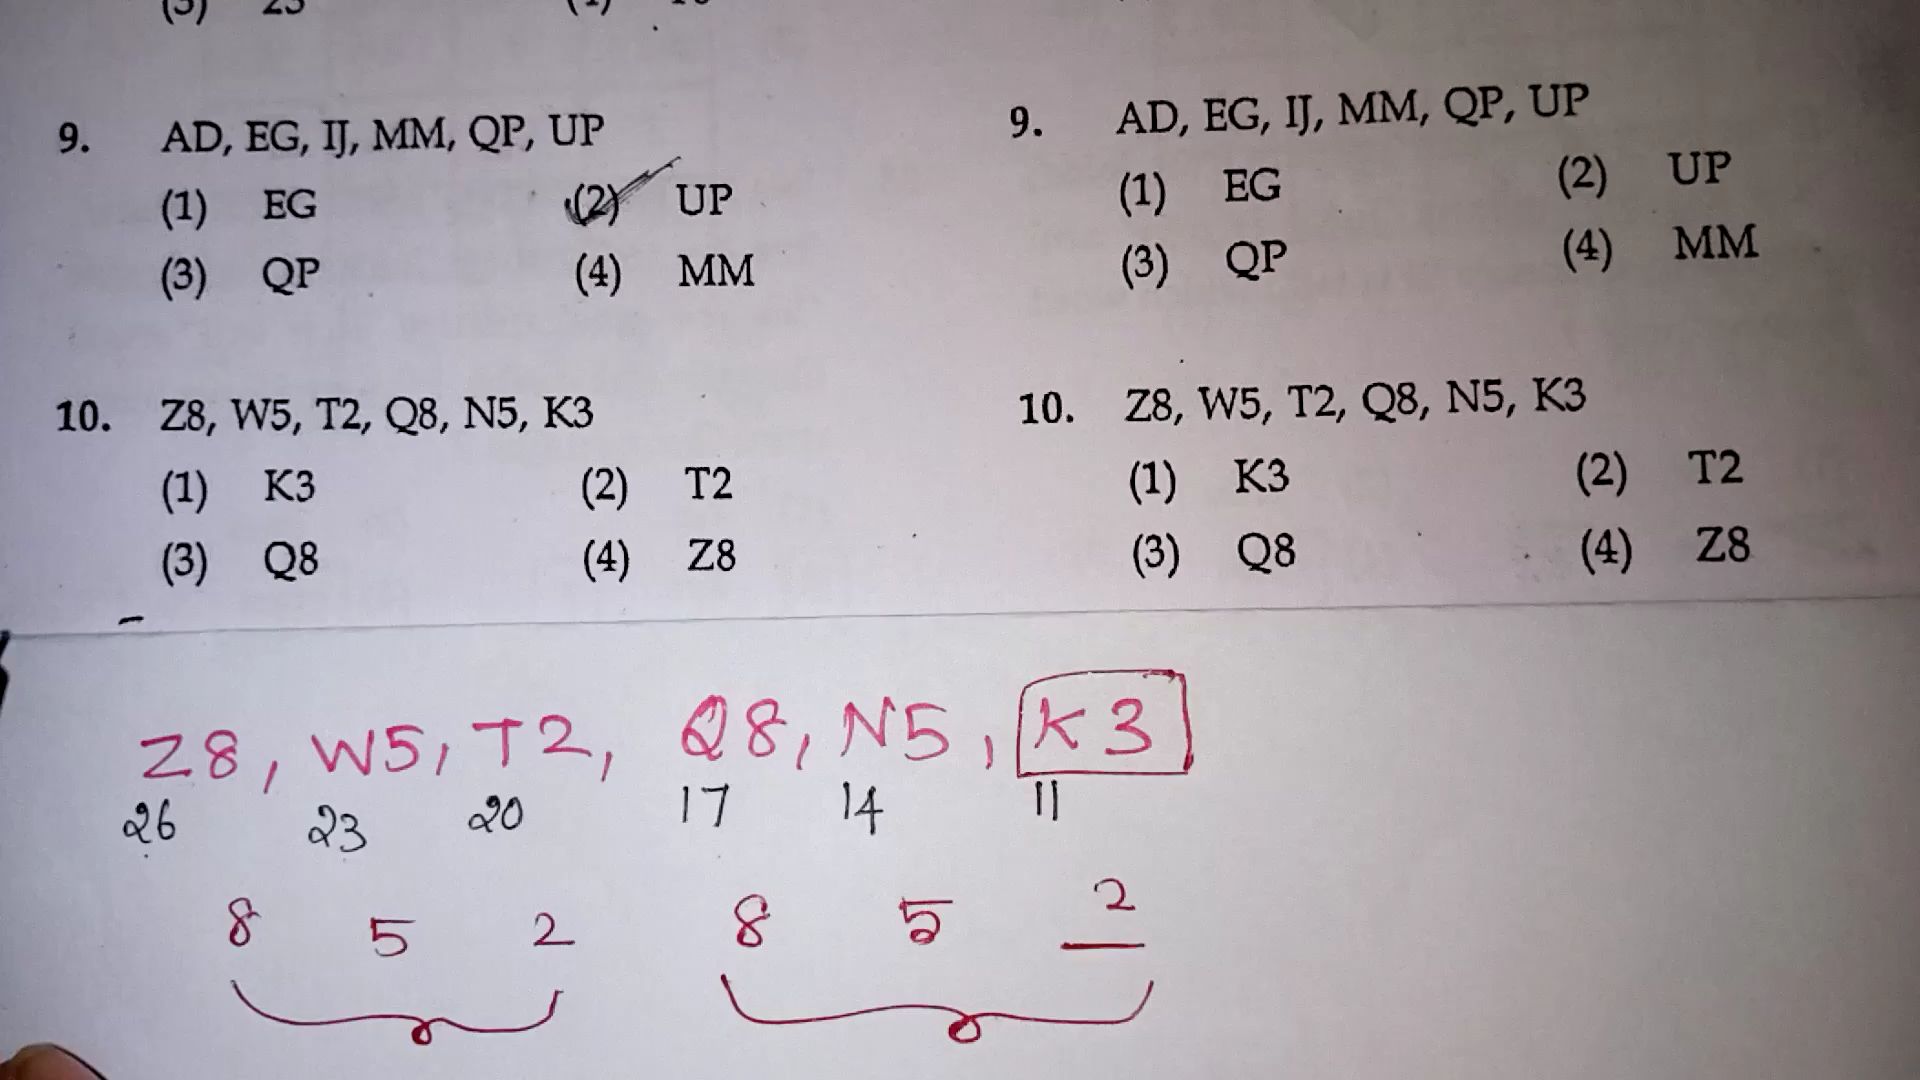 9. AD, EG, IJ, MM, QP, UP
(1) EG (2) UP
(3) QP (4) MM
10. Z8, W5, T2, Q8, N5, K3
(1) K3 (2) T2
(3) Q8 (4) Z8
9. AD, EG, IJ, MM, QP, UP
(1) EG (2) UP
(3) QP (4) MM
10. Z8, W5, T2, Q8, N5, K3
(1) K3 (2) T2
(3) Q8 (4) Z8
Z8, W5, T2, Q8, N5, K3
26 23 20 17 14 11
8 5 2 8 5 2